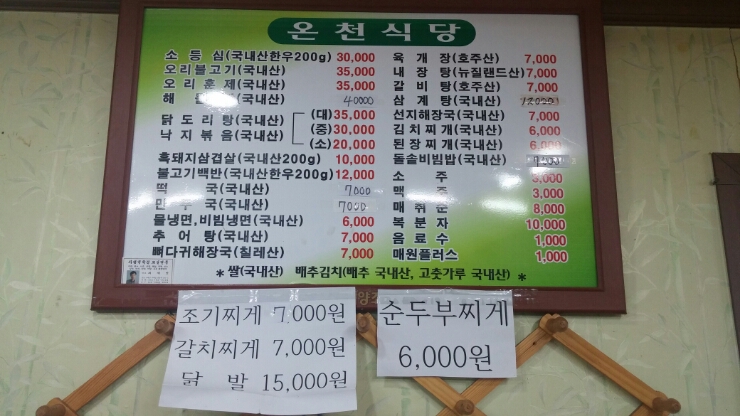 온천식당
소 등 심(국내산한우200g) 30,000
오리불고기(국내산) 35,000
오 리 훈 제(국내산) 35,000
해 (국내산) 40000
닭 도 리 탕(국내산) (대)35,000
낙 지 볶 음(국내산) (중)30,000
(소)20,000
흑돼지삼겹살(국내산200g) 10,000
불고기백반(국내산한우200g) 12,000
떡 국(국내산) 7000
만 국(국내산) 7000
물냉면,비빔냉면(국내산) 6,000
추 어 탕(국내산) 7,000
뼈다귀해장국(칠레산) 7,000
육 개 장(호주산) 7,000
내 장 탕(뉴질랜드산) 7,000
갈 비 탕(호주산) 7,000
삼 계 탕(국내산)
선지해장국(국내산) 7,000
김 치 찌 개(국내산) 6,000
된 장 찌 개(국내산) 6,000
돌솥비빔밥(국내산)
소 주 3,000
맥 주 3,000
매 취 순 8,000
복 분 자 10,000
음 료 수 1,000
매원플러스 1,000
*쌀(국내산) 배추김치(배추 국내산, 고춧가루 국내산) *
조기찌게 7,000원
갈치찌게 7,000원
닭 발 15,000원
순두부찌게
6,000원